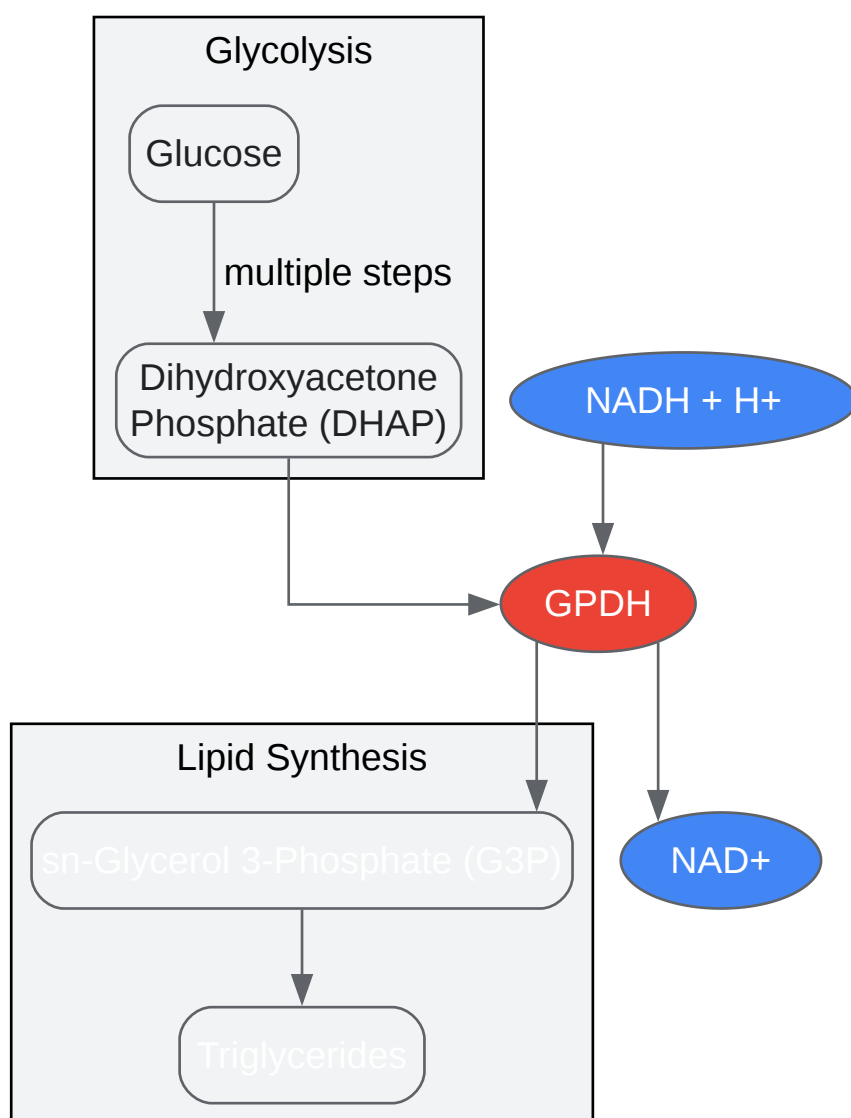 Glycolysis
Glucose
multiple steps
Dihydroxyacetone
Phosphate (DHAP)
NADH + H+
GPDH
Lipid Synthesis
sn-Glycerol 3-Phosphate (G3P)
NAD+
Triglycerides